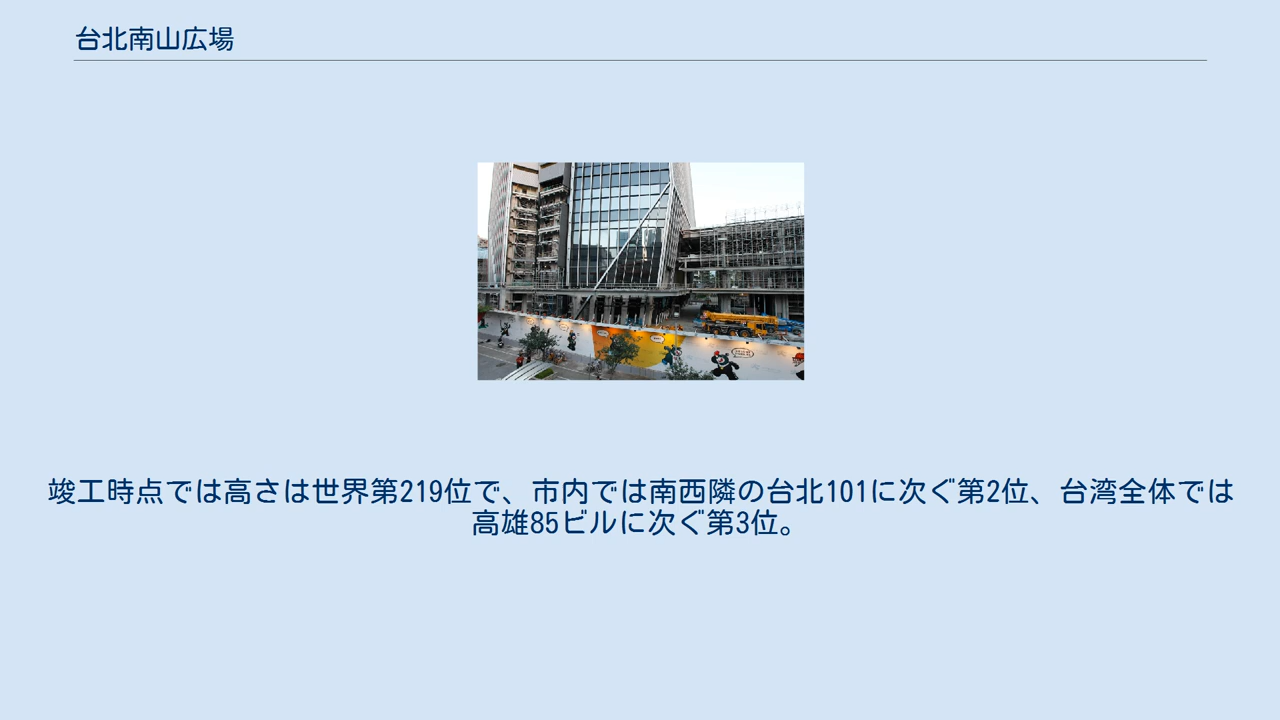 台北南山広場
竣工時点では高さは世界第219位で、市内では南西隣の台北101に次ぐ第2位、台湾全体では
高雄85ビルに次ぐ第3位。